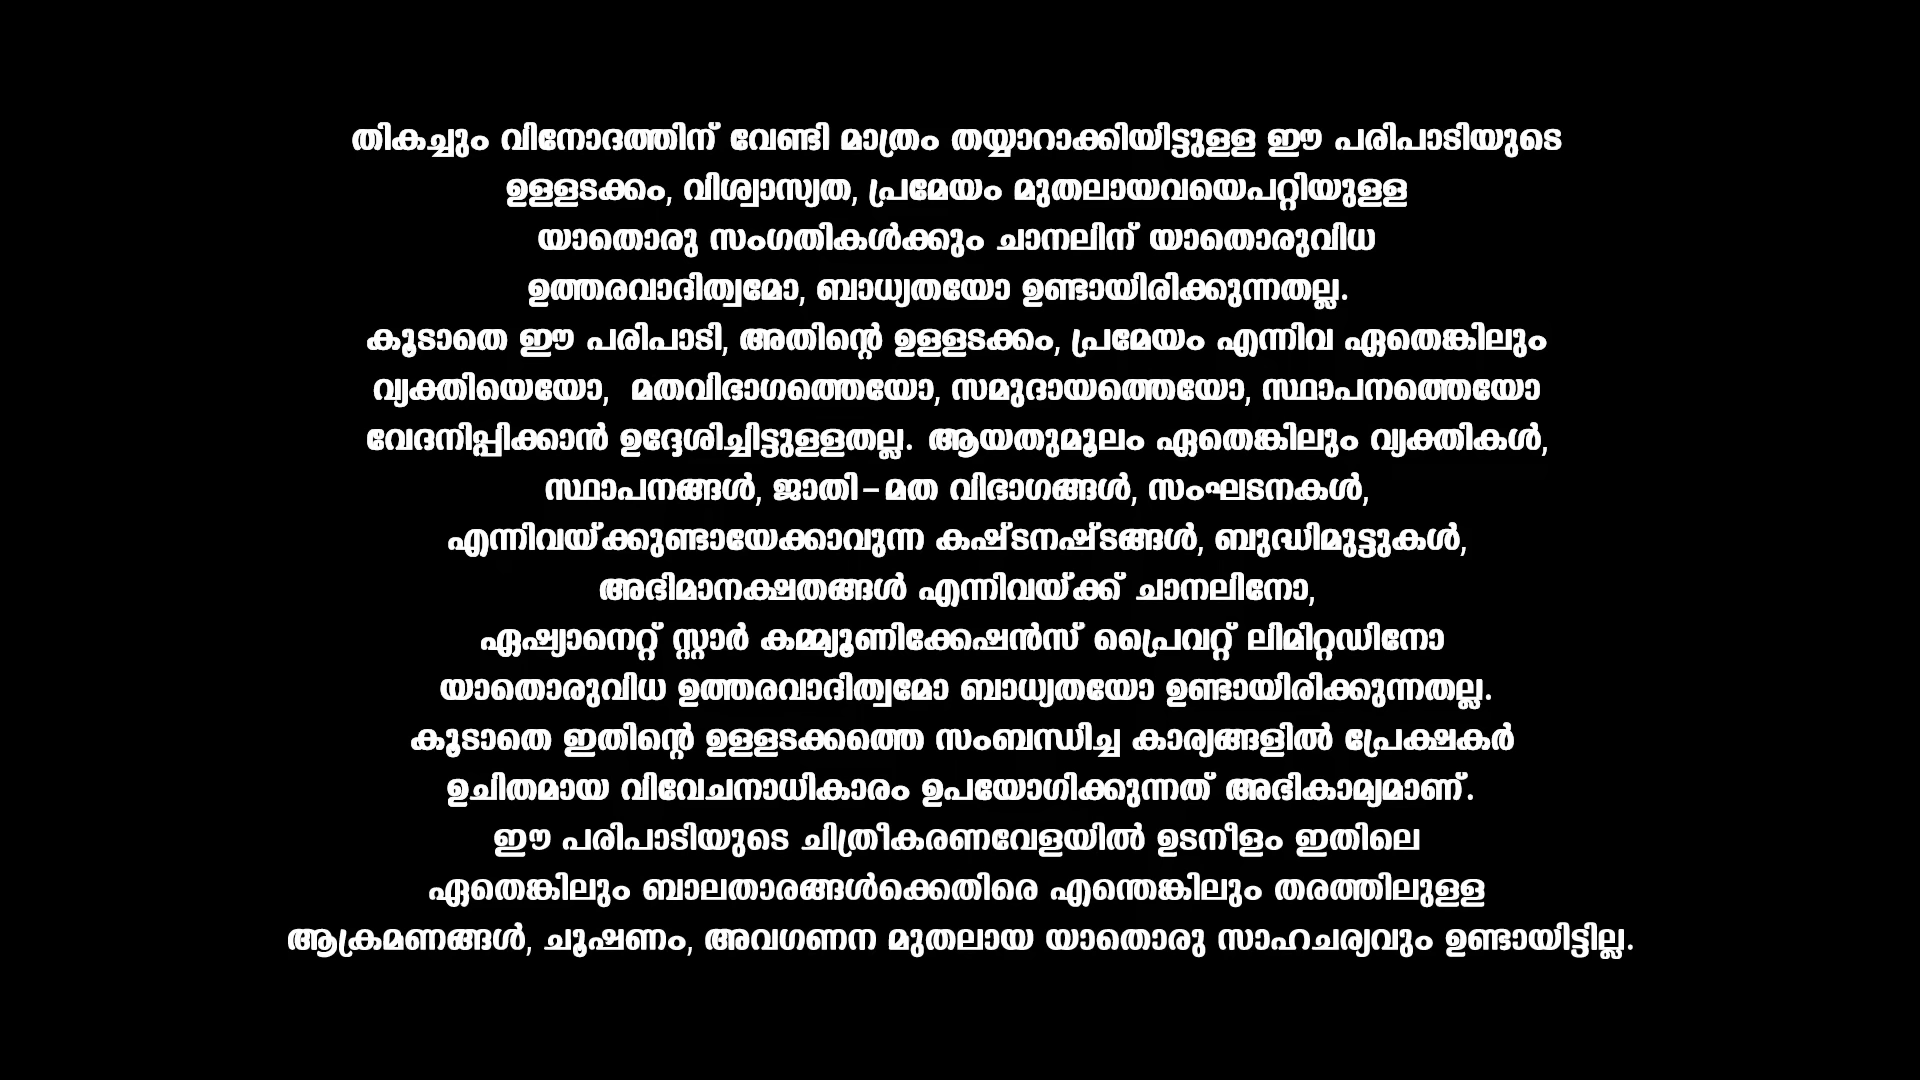 തികച്ചും വിനോദത്തിന് വേണ്ടി മാത്രം തയ്യാറാക്കിയിട്ടുള്ള ഈ പരിപാടിയുടെ
ഉള്ളടക്കം, വിശ്വാസ്യത, പ്രമേയം മുതലായവയെപറ്റിയുള്ള
യാതൊരു സംഗതികൾക്കും ചാനലിന് യാതൊരുവിധ
ഉത്തരവാദിത്വമോ, ബാധ്യതയോ ഉണ്ടായിരിക്കുന്നതല്ല.
കൂടാതെ ഈ പരിപാടി, അതിന്റെ ഉള്ളടക്കം, പ്രമേയം എന്നിവ ഏതെങ്കിലും
വ്യക്തിയെയോ, മതവിഭാഗത്തെയോ, സമുദായത്തെയോ, സ്ഥാപനത്തെയോ
വേദനിപ്പിക്കാൻ ഉദ്ദേശിച്ചിട്ടുള്ളതല്ല. ആയതുമൂലം ഏതെങ്കിലും വ്യക്തികൾ,
സ്ഥാപനങ്ങൾ, ജാതി – മത വിഭാഗങ്ങൾ, സംഘടനകൾ,
എന്നിവയ്ക്കുണ്ടായേക്കാവുന്ന കഷ്ടനഷ്ടങ്ങൾ, ബുദ്ധിമുട്ടുകൾ,
അഭിമാനക്ഷതങ്ങൾ എന്നിവയ്ക്ക് ചാനലിനോ,
ഏഷ്യാനെറ്റ് സ്റ്റാർ കമ്മ്യൂണിക്കേഷൻസ് പ്രൈവറ്റ് ലിമിറ്റഡിനോ
യാതൊരുവിധ ഉത്തരവാദിത്വമോ ബാധ്യതയോ ഉണ്ടായിരിക്കുന്നതല്ല.
കൂടാതെ ഇതിന്റെ ഉള്ളടക്കത്തെ സംബന്ധിച്ച കാര്യങ്ങളിൽ പ്രേക്ഷകർ
ഉചിതമായ വിവേചനാധികാരം ഉപയോഗിക്കുന്നത് അഭികാമ്യമാണ്.
ഈ പരിപാടിയുടെ ചിത്രീകരണവേളയിൽ ഉടനീളം ഇതിലെ
ഏതെങ്കിലും ബാലതാരങ്ങൾക്കെതിരെ എന്തെങ്കിലും തരത്തിലുള്ള
ആക്രമണങ്ങൾ, ചൂഷണം, അവഗണന മുതലായ യാതൊരു സാഹചര്യവും ഉണ്ടായിട്ടില്ല.